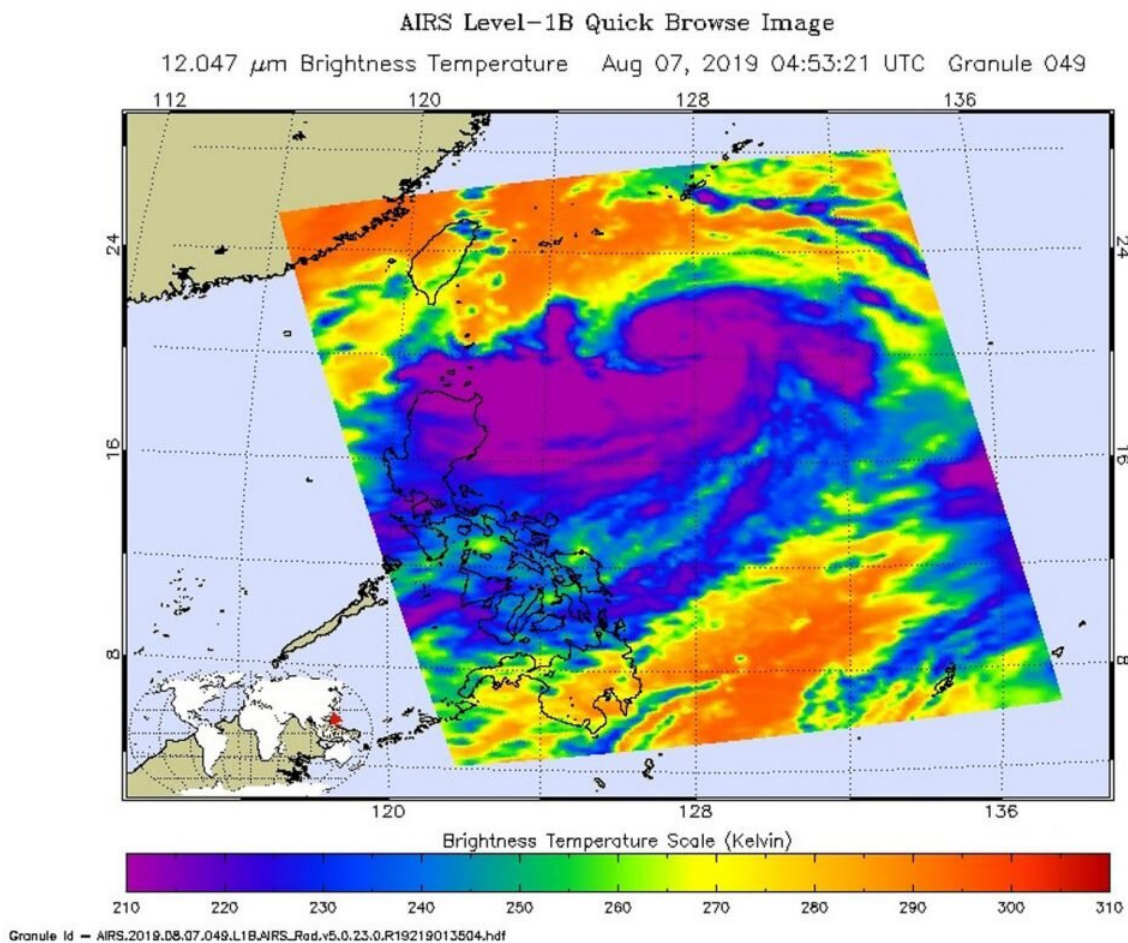 AIRS Level-1B Quick Browse Image
12.047 μm Brightness Temperature Aug 07, 2019 04:53:21 UTC Granule 049
112 120 128 136
24 24
16 16
8 8
120 128 136
Brightness Temperature Scale (Kelvin)
210 220 230 240 250 260 270 280 290 300 310
Granule Id - AIRS.2019.08.07.049.L1B.AIRS_Rad.v5.0.23.0.R19219013504.hdf